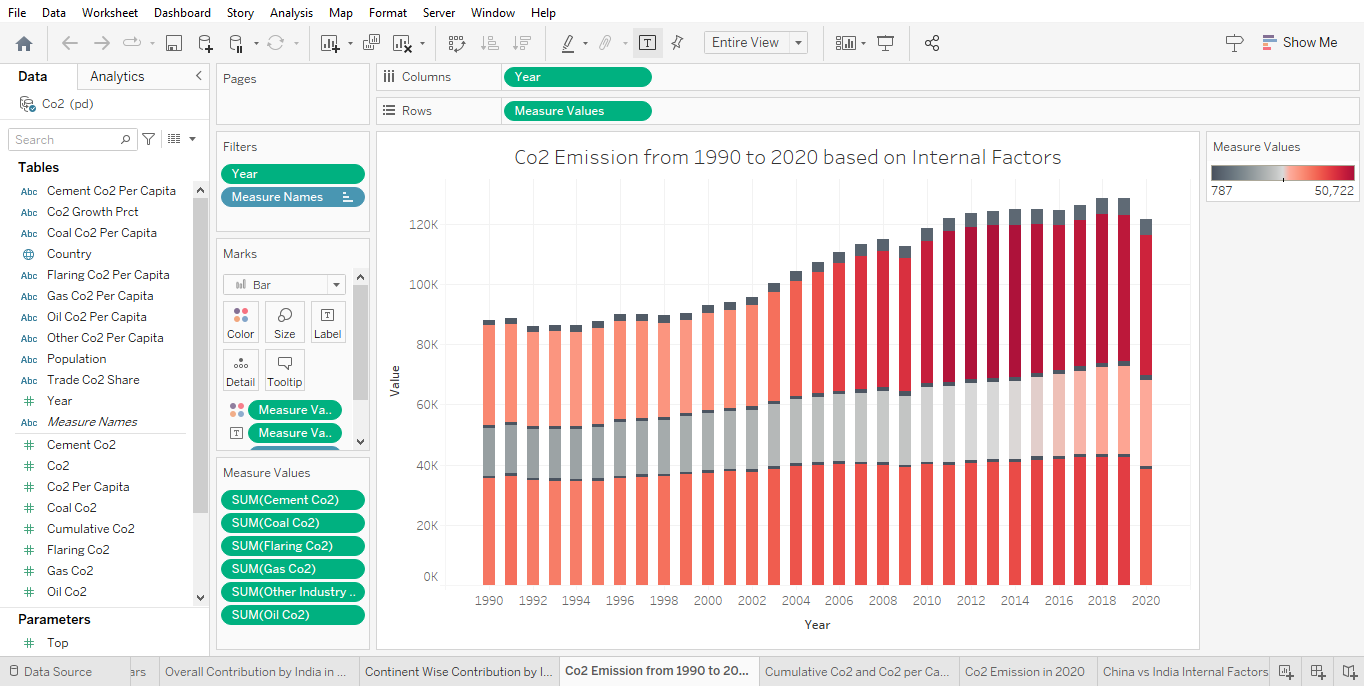 File Data Worksheet Dashboard Story Analysis Map Format Server Window Help
Entire View
Show Me
Data Analytics
Co2 (pd)
Search
Tables
Abc Cement Co2 Per Capita
Abc Co2 Growth Prct
Abc Coal Co2 Per Capita
Country
Abc Flaring Co2 Per Capita
Abc Gas Co2 Per Capita
Abc Oil Co2 Per Capita
Abc Other Co2 Per Capita
Abc Population
Abc Trade Co2 Share
# Year
Abc Measure Names
# Cement Co2
# Co2
# Co2 Per Capita
# Coal Co2
# Cumulative Co2
# Flaring Co2
# Gas Co2
# Oil Co2
Parameters
# Top
Pages
Filters
Year
Measure Names
Marks
Bar
Color Size Label
Detail Tooltip
Measure Va..
T Measure Va..
Measure Values
SUM(Cement Co2)
SUM(Coal Co2)
SUM(Flaring Co2)
SUM(Gas Co2)
SUM(Other Industry ..
SUM(Oil Co2)
Columns Year
Rows Measure Values
Co2 Emission from 1990 to 2020 based on Internal Factors
120K
100K
80K
60K
40K
20K
0K
Value
1990 1992 1994 1996 1998 2000 2002 2004 2006 2008 2010 2012 2014 2016 2018 2020
Year
Measure Values
787 50,722
Data Source ars Overall Contribution by India in ... Continent Wise Contribution by I... Co2 Emission from 1990 to 20... Cumulative Co2 and Co2 per Ca... Co2 Emission in 2020 China vs India Internal Factors